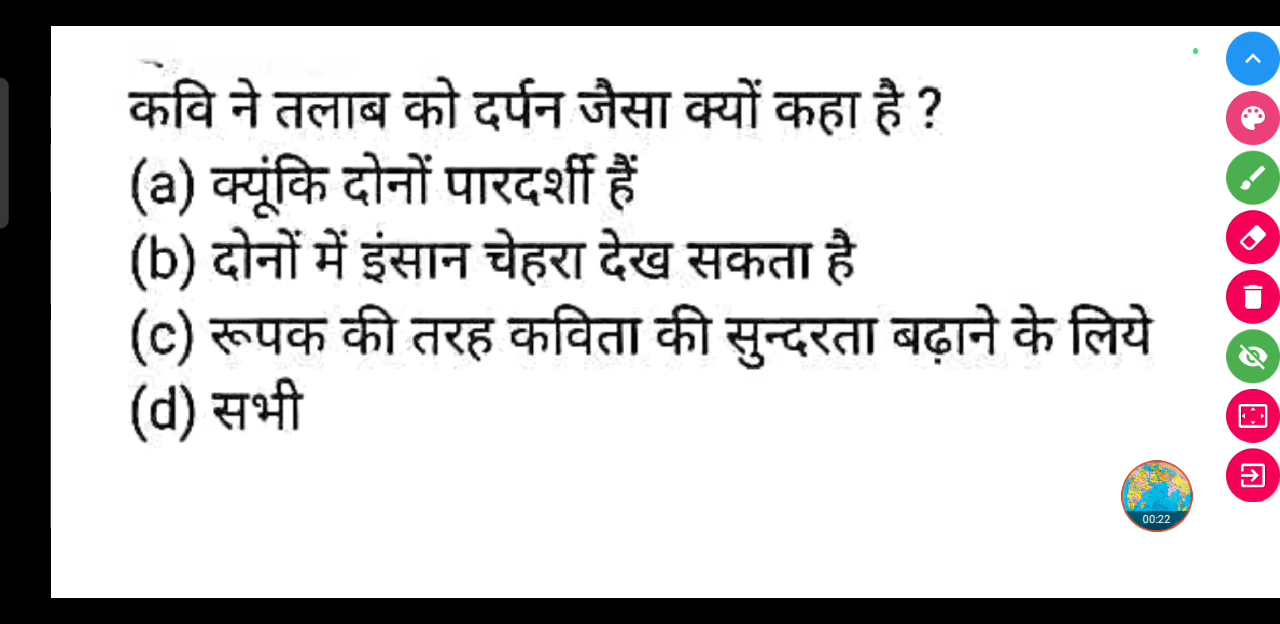 कवि ने तलाब को दर्पन जैसा क्यों कहा है ?
(a) क्यूंकि दोनों पारदर्शी हैं
(b) दोनों में इंसान चेहरा देख सकता है
(c) रूपक की तरह कविता की सुन्दरता बढ़ाने के लिये
(d) सभी
00:22